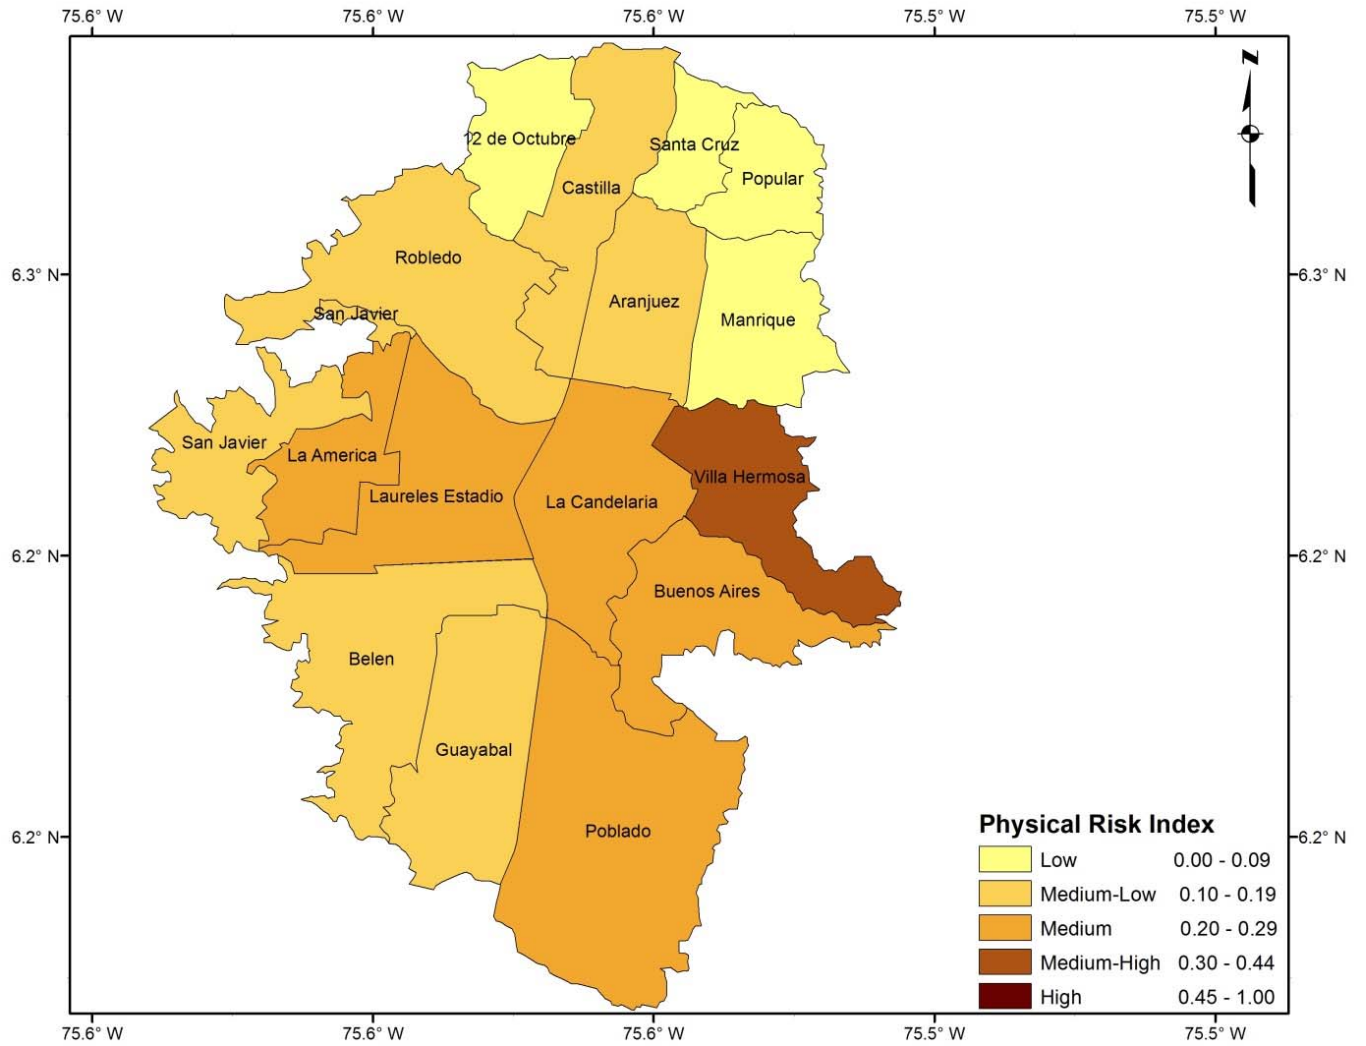 75.6° W 75.6° W 75.6° W 75.5° W 75.5° W
N
12 de Octubre
Santa Cruz
Popular
Castilla
Robledo
6.3° N 6.3° N
Aranjuez
San Javier
Manrique
San Javier
La America
Villa Hermosa
Laureles Estadio
La Candelaria
6.2° N 6.2° N
Buenos Aires
Belen
Guayabal
Poblado
6.2° N 6.2° N
Physical Risk Index
Low 0.00 - 0.09
Medium-Low 0.10 - 0.19
Medium 0.20 - 0.29
Medium-High 0.30 - 0.44
High 0.45 - 1.00
75.6° W 75.6° W 75.6° W 75.5° W 75.5° W